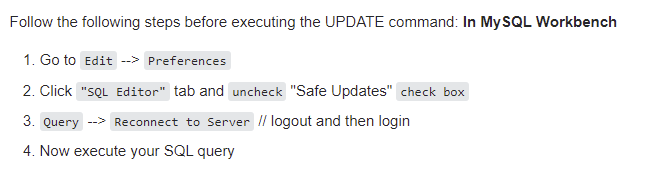 Follow the following steps before executing the UPDATE command: In MySQL Workbench
1. Go to Edit --> Preferences
2. Click "SQL Editor" tab and uncheck "Safe Updates" check box
3. Query --> Reconnect to Server // logout and then login
4. Now execute your SQL query